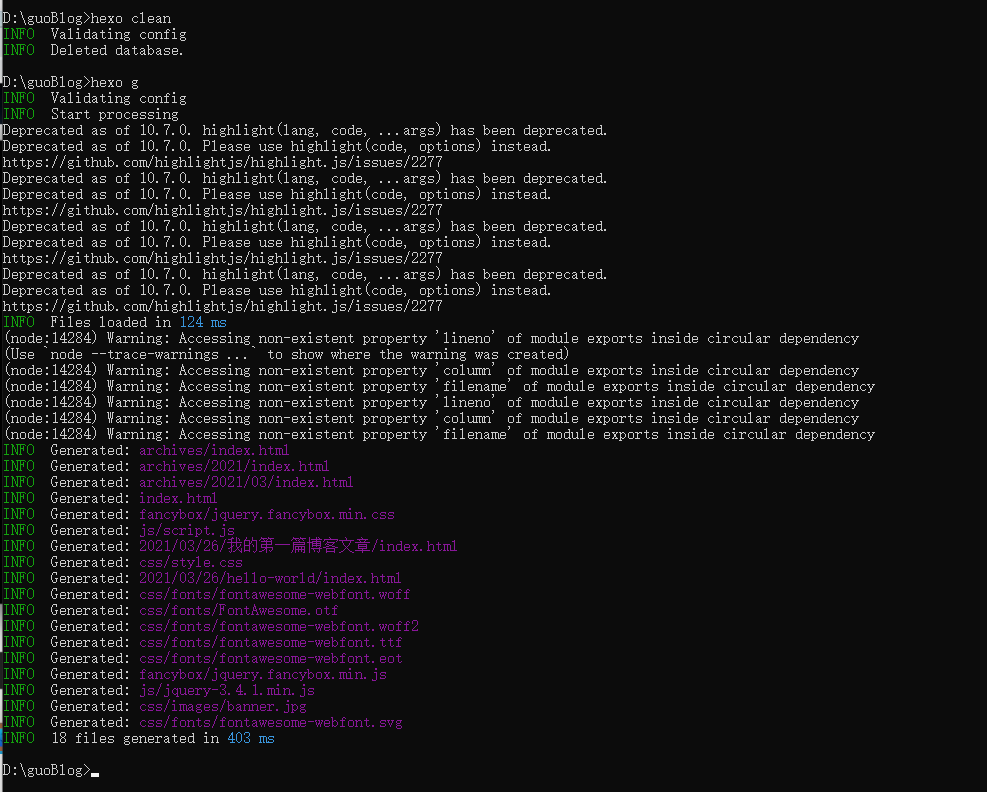 D:\guoBlog>hexo clean
INFO  Validating config
INFO  Deleted database.
D:\guoBlog>hexo g
INFO  Validating config
INFO  Start processing
Deprecated as of 10.7.0. highlight(lang, code, ...args) has been deprecated.
Deprecated as of 10.7.0. Please use highlight(code, options) instead.
https://github.com/highlightjs/highlight.js/issues/2277
Deprecated as of 10.7.0. highlight(lang, code, ...args) has been deprecated.
Deprecated as of 10.7.0. Please use highlight(code, options) instead.
https://github.com/highlightjs/highlight.js/issues/2277
Deprecated as of 10.7.0. highlight(lang, code, ...args) has been deprecated.
Deprecated as of 10.7.0. Please use highlight(code, options) instead.
https://github.com/highlightjs/highlight.js/issues/2277
Deprecated as of 10.7.0. highlight(lang, code, ...args) has been deprecated.
Deprecated as of 10.7.0. Please use highlight(code, options) instead.
https://github.com/highlightjs/highlight.js/issues/2277
INFO  Files loaded in 124 ms
(node:14284) Warning: Accessing non-existent property 'lineno' of module exports inside circular dependency
(Use `node --trace-warnings ...` to show where the warning was created)
(node:14284) Warning: Accessing non-existent property 'column' of module exports inside circular dependency
(node:14284) Warning: Accessing non-existent property 'filename' of module exports inside circular dependency
(node:14284) Warning: Accessing non-existent property 'lineno' of module exports inside circular dependency
(node:14284) Warning: Accessing non-existent property 'column' of module exports inside circular dependency
(node:14284) Warning: Accessing non-existent property 'filename' of module exports inside circular dependency
INFO  Generated: archives/index.html
INFO  Generated: archives/2021/index.html
INFO  Generated: archives/2021/03/index.html
INFO  Generated: index.html
INFO  Generated: fancybox/jquery.fancybox.min.css
INFO  Generated: js/script.js
INFO  Generated: 2021/03/26/我的第一篇博客文章/index.html
INFO  Generated: css/style.css
INFO  Generated: 2021/03/26/hello-world/index.html
INFO  Generated: css/fonts/fontawesome-webfont.woff
INFO  Generated: css/fonts/FontAwesome.otf
INFO  Generated: css/fonts/fontawesome-webfont.woff2
INFO  Generated: css/fonts/fontawesome-webfont.ttf
INFO  Generated: css/fonts/fontawesome-webfont.eot
INFO  Generated: fancybox/jquery.fancybox.min.js
INFO  Generated: js/jquery-3.4.1.min.js
INFO  Generated: css/images/banner.jpg
INFO  Generated: css/fonts/fontawesome-webfont.svg
INFO  18 files generated in 403 ms
D:\guoBlog>